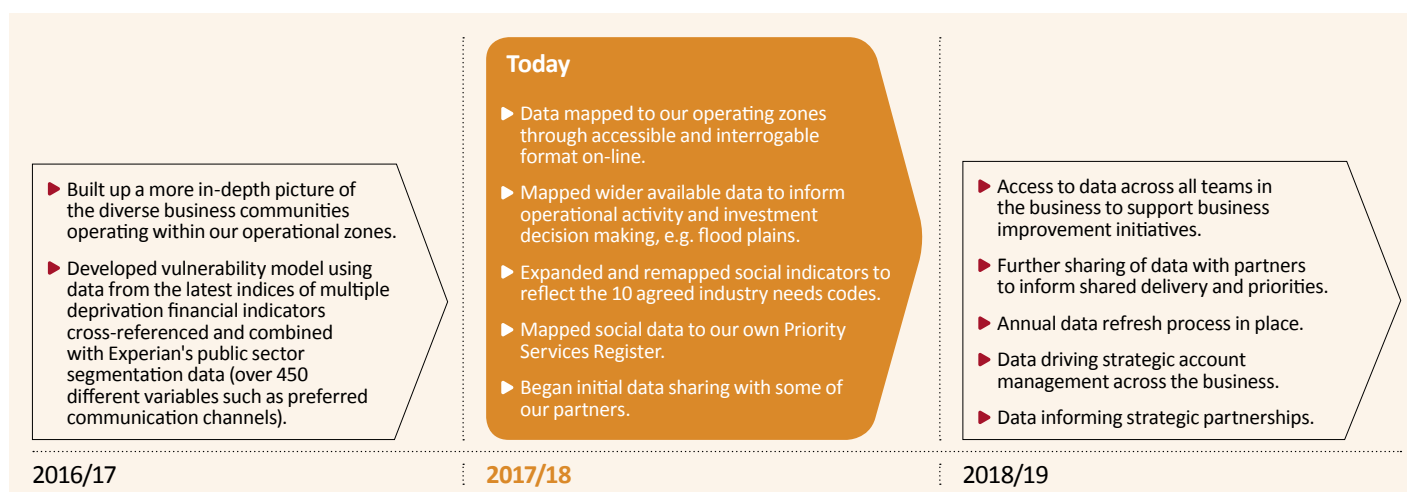 Built up a more in-depth picture of
the diverse business communities
operating within our operational zones.
Developed vulnerability model using
data from the latest indices of multiple
deprivation financial indicators
cross-referenced and combined
with Experian's public sector
segmentation data (over 450
different variables such as preferred
communication channels).
2016/17
Today
Data mapped to our operating zones
through accessible and interrogable
format on-line.
Mapped wider available data to inform
operational activity and investment
decision making, e.g. flood plains.
Expanded and remapped social indicators to
reflect the 10 agreed industry needs codes.
Mapped social data to our own Priority
Services Register.
Began initial data sharing with some of
our partners.
2017/18
Access to data across all teams in
the business to support business
improvement initiatives.
Further sharing of data with partners
to inform shared delivery and priorities.
Annual data refresh process in place.
Data driving strategic account
management across the business.
Data informing strategic partnerships.
2018/19